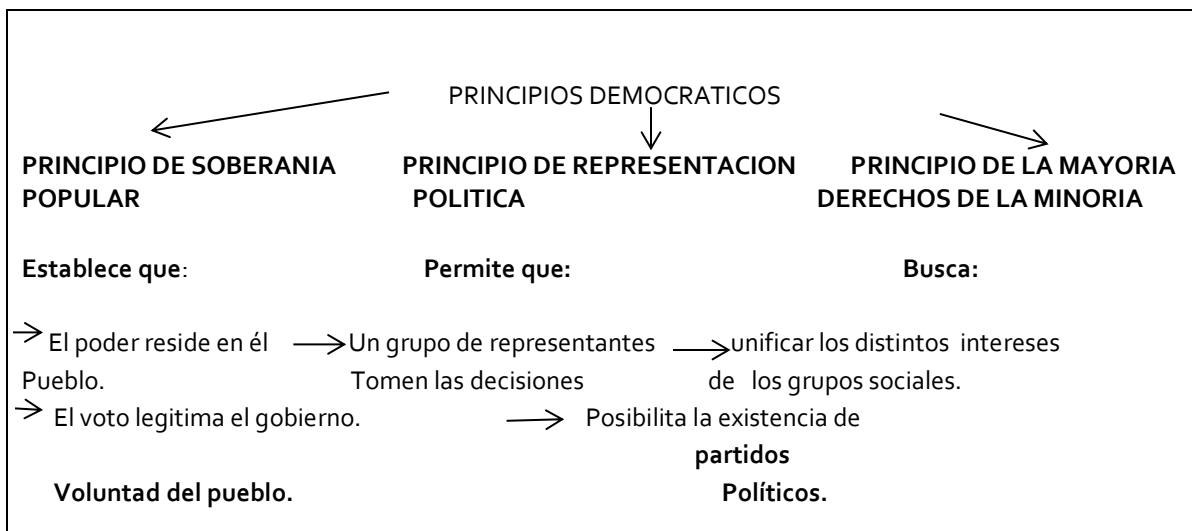 PRINCIPIOS DEMOCRATICOS
PRINCIPIO DE SOBERANIA PRINCIPIO DE REPRESENTACION PRINCIPIO DE LA MAYORIA
POPULAR POLITICA DERECHOS DE LA MINORIA
Establece que: Permite que: Busca:
El poder reside en él Un grupo de representantes unificar los distintos intereses
Pueblo. Tomen las decisiones de los grupos sociales.
El voto legitima el gobierno. Posibilita la existencia de
partidos
Voluntad del pueblo. Políticos.